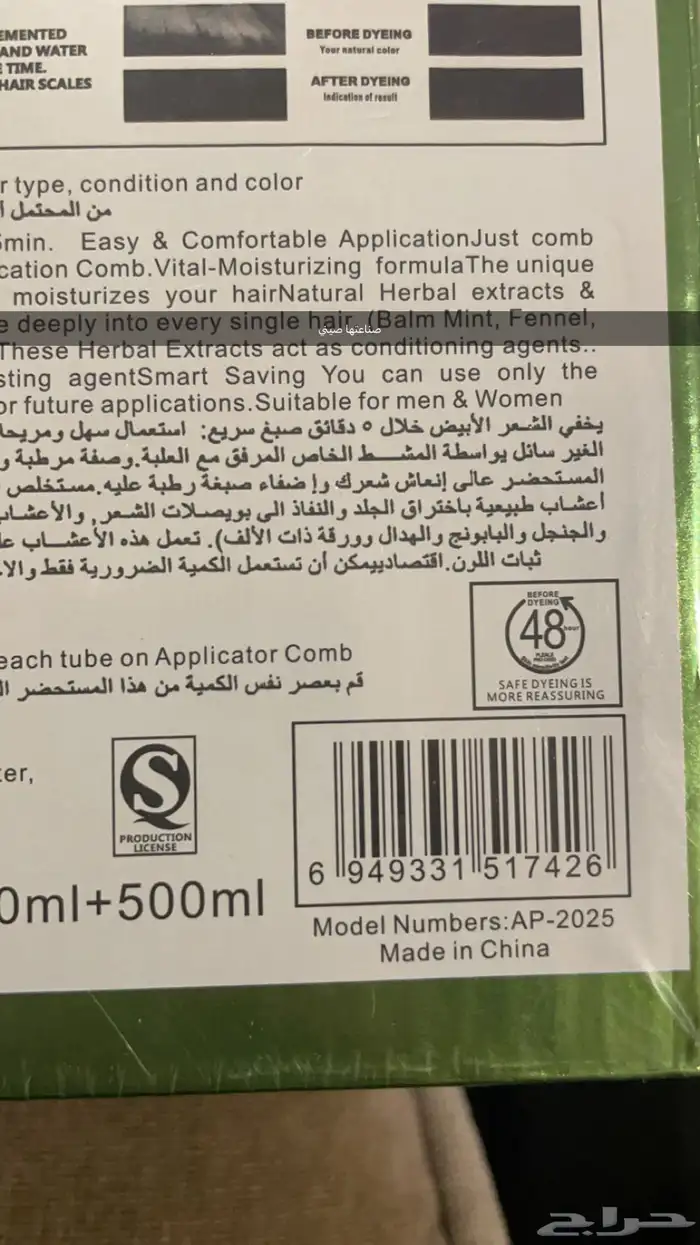 EMENTED
AND WATER
TIME.
HAIR SCALES
BEFORE DYEING
Your natural color
AFTER DYEING
Indication of result
r type, condition and color
من المحتمل
5min. Easy & Comfortable ApplicationJust comb
cation Comb.Vital-Moisturizing formulaThe unique
moisturizes your hairNatural Herbal extracts &
e deeply into every single hair. (Balm Mint, Fennel,
صناعتها صيني
These Herbal Extracts act as conditioning agents..
sting agentSmart Saving You can use only the
or future applications.Suitable for men & Women
يخفي الشعر الأبيض خلال ٥ دقائق صبغ سريع: استعمال سهل ومريح
الغير سائل بواسطة المشط الخاص المرفق مع العلبة.وصفة مرطبة و
المستحضر عالى إنعاش شعرك وإضفاء صبغة رطبة عليه.مستخلص
أعشاب طبيعية باختراق الجلد والنفاذ الى بويصلات الشعر, والأعشاب
والجنجل والبابونج والهدال وورقة ذات الألف). تعمل هذه الأعشاب عا
ثبات اللرن.اقتصادييمكن أن تستعمل الكمية الضرورية فقط والا
BEFORE
DYEING
48
hour
SAFE DYEING IS
MORE REASSURING
each tube on Applicator Comb
قم بعصر نفس الكمية من هذا المستحضر ال
ter,
S
PRODUCTION
LICENSE
0ml+500ml
6 949331 517426
Model Numbers:AP-2025
Made in China
حراج